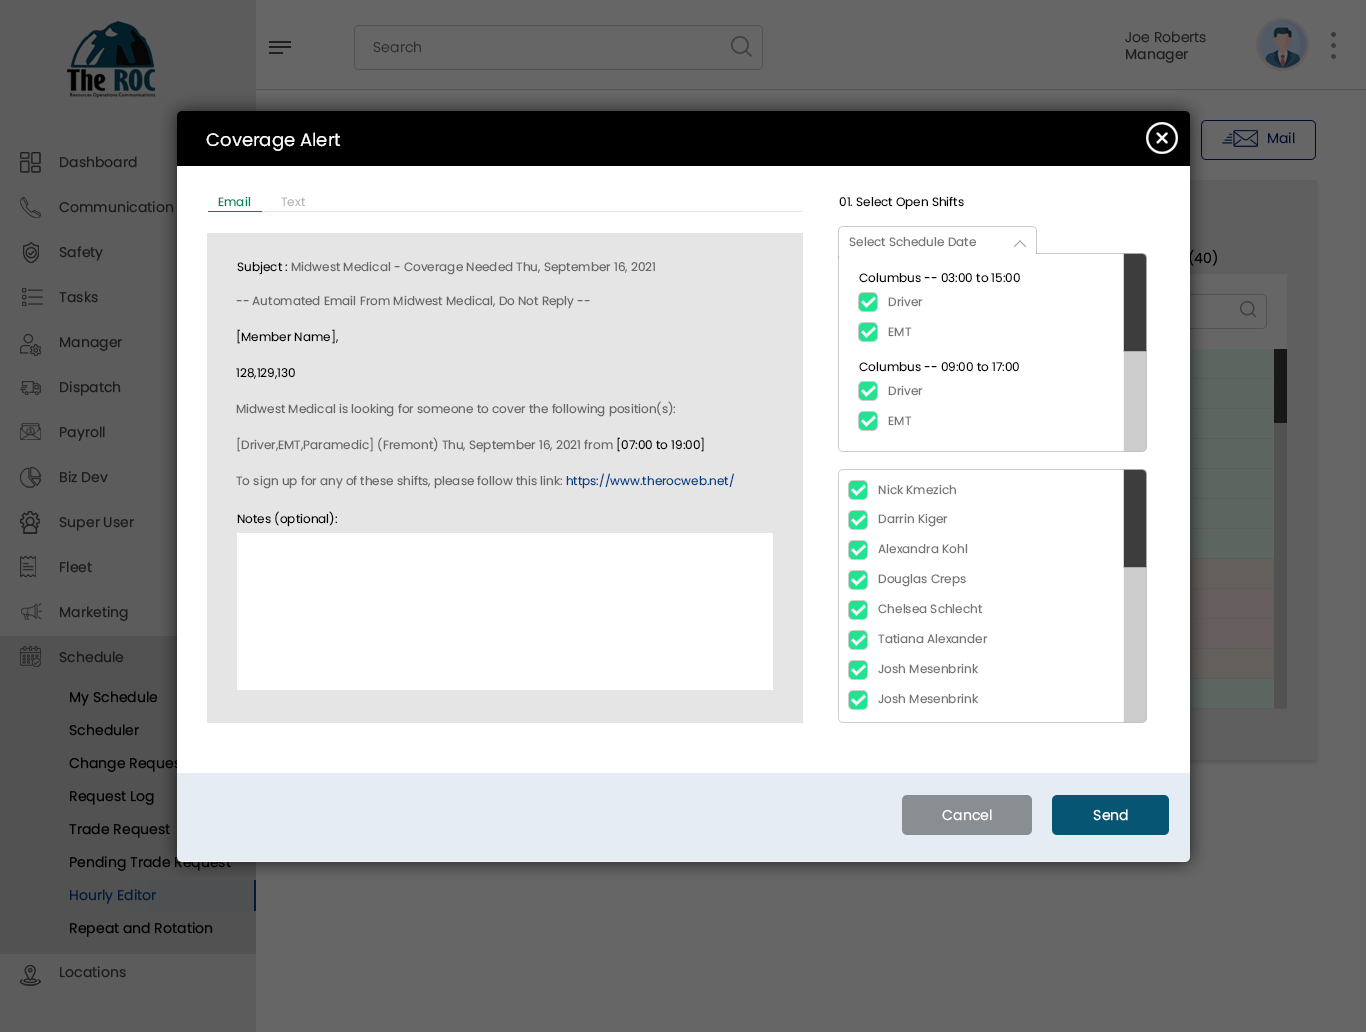 The ROC
Resources Operations Communications
Search
Joe Roberts
Manager
Mail
(40)
Dashboard
Communication
Safety
Tasks
Manager
Dispatch
Payroll
Biz Dev
Super User
Fleet
Marketing
Schedule
My Schedule
Scheduler
Change Reques
Request Log
Trade Request
Pending Trade Request
Hourly Editor
Repeat and Rotation
Locations
Coverage Alert
Email
Text
Subject : Midwest Medical - Coverage Needed Thu, September 16, 2021
-- Automated Email From Midwest Medical, Do Not Reply --
[Member Name],
128,129,130
Midwest Medical is looking for someone to cover the following position(s):
[Driver,EMT,Paramedic] (Fremont) Thu, September 16, 2021 from [07:00 to 19:00]
To sign up for any of these shifts, please follow this link: https://www.therocweb.net/
Notes (optional):
01. Select Open Shifts
Select Schedule Date
Columbus -- 03:00 to 15:00
Driver
EMT
Columbus -- 09:00 to 17:00
Driver
EMT
Nick Kmezich
Darrin Kiger
Alexandra Kohl
Douglas Creps
Chelsea Schlecht
Tatiana Alexander
Josh Mesenbrink
Josh Mesenbrink
Cancel
Send